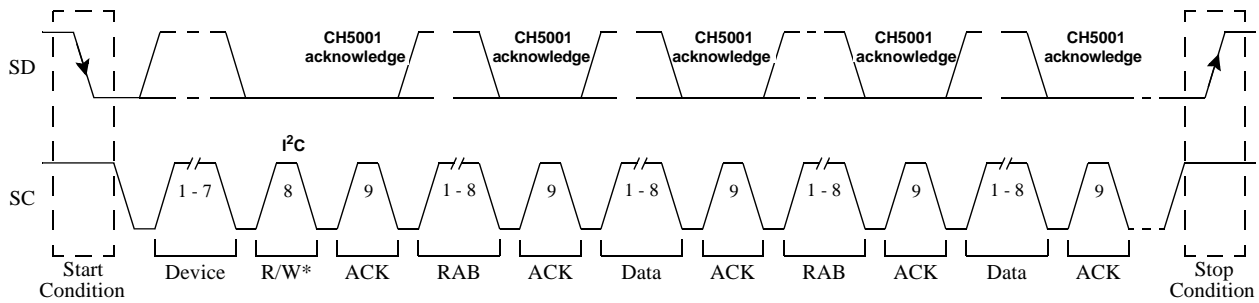 CH5001 CH5001 CH5001 CH5001 CH5001
acknowledge acknowledge acknowledge acknowledge acknowledge
SD
I²C
SC 1 - 7 8 9 1 - 8 9 1 - 8 9 1 - 8 9 1 - 8 9
Start Device R/W* ACK RAB ACK Data ACK RAB ACK Data ACK Stop
Condition Condition